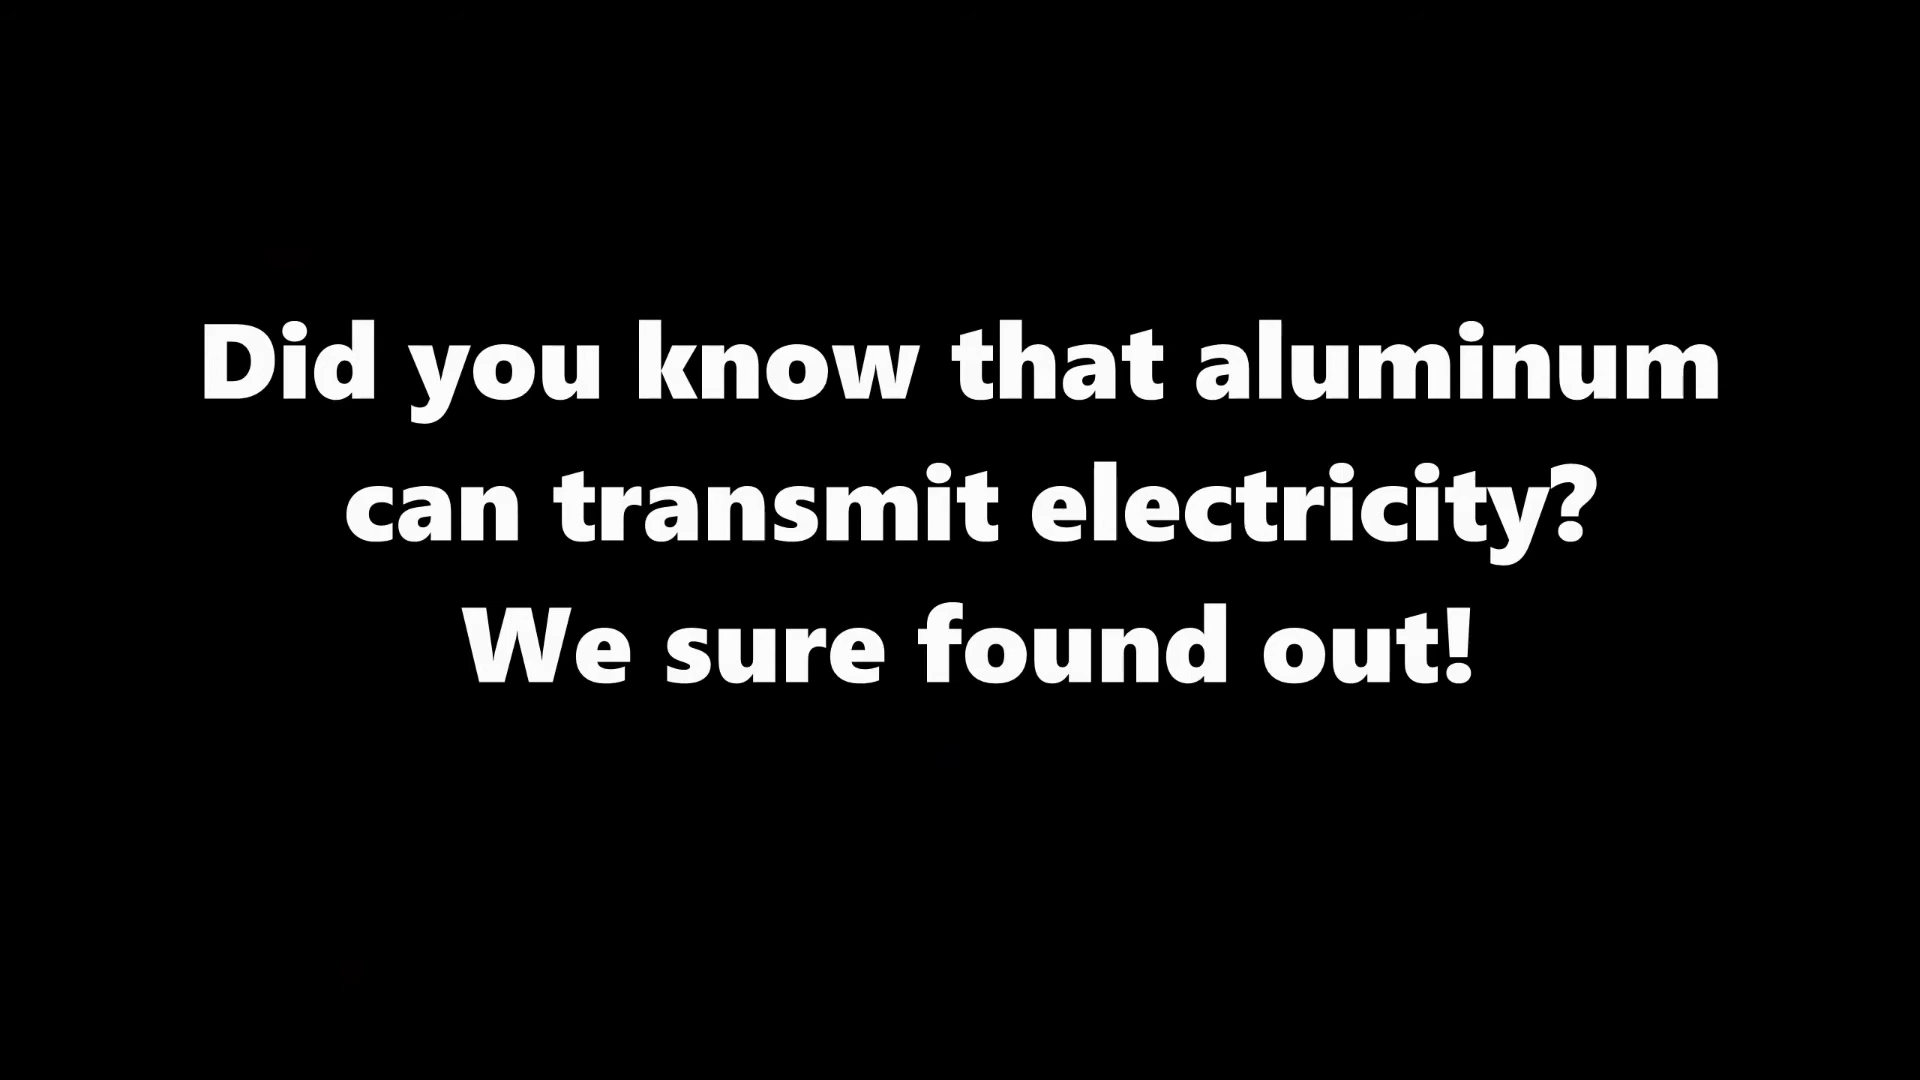 Did you know that aluminum
can transmit electricity?
We sure found out!